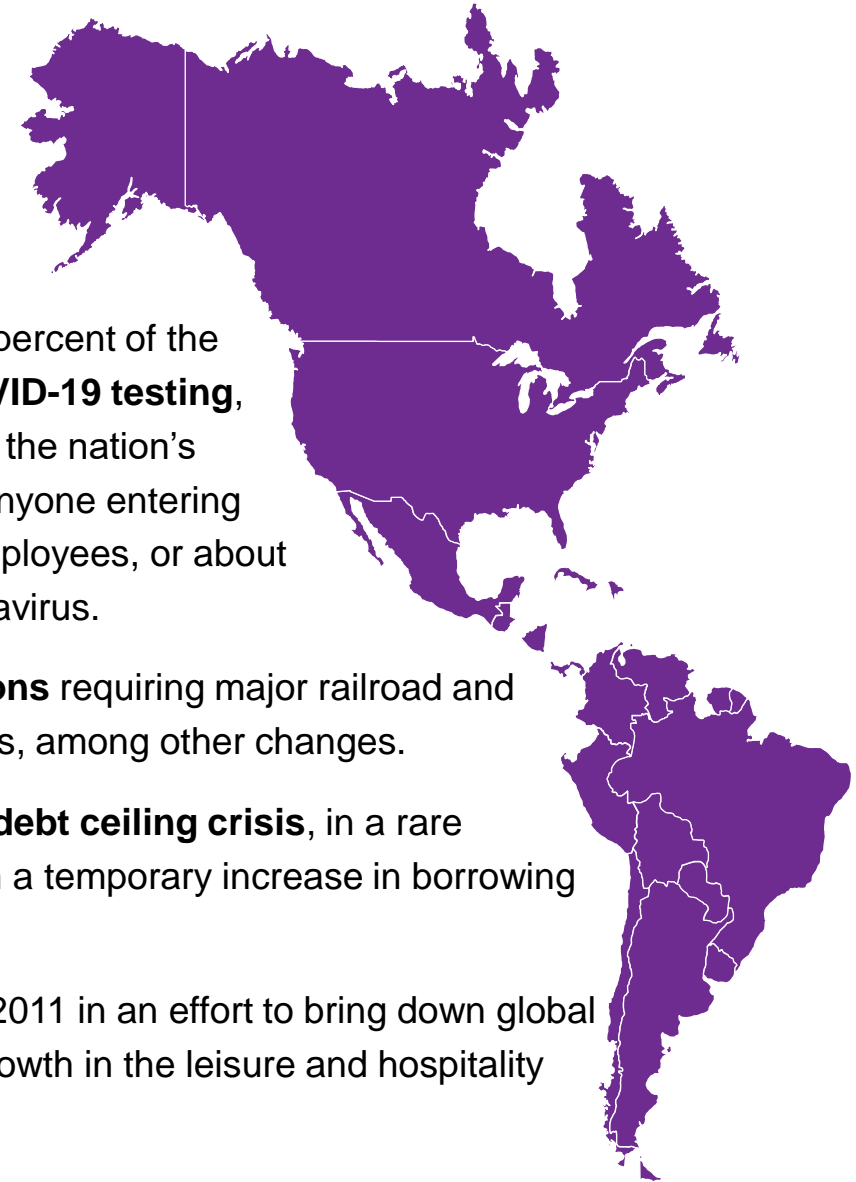 percent of the
VID-19 testing,
the nation’s
nyone entering
ployees, or about
avirus.
ons requiring major railroad and
s, among other changes.
debt ceiling crisis, in a rare
a temporary increase in borrowing
2011 in an effort to bring down global
owth in the leisure and hospitality